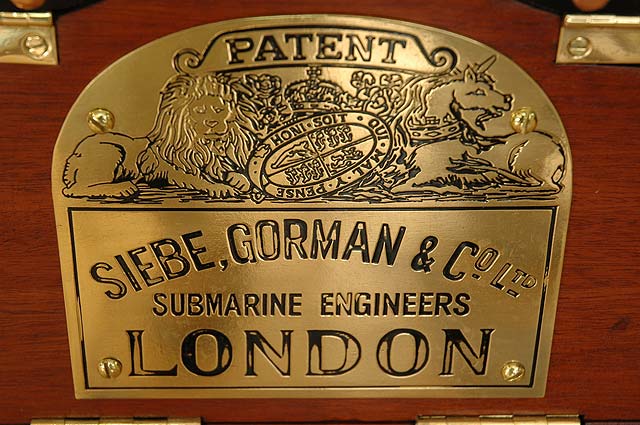 PATENT
HONI · SOIT · QUI · MAL · Y · PENSE
SIEBE, GORMAN & CO LTD
SUBMARINE ENGINEERS
LONDON